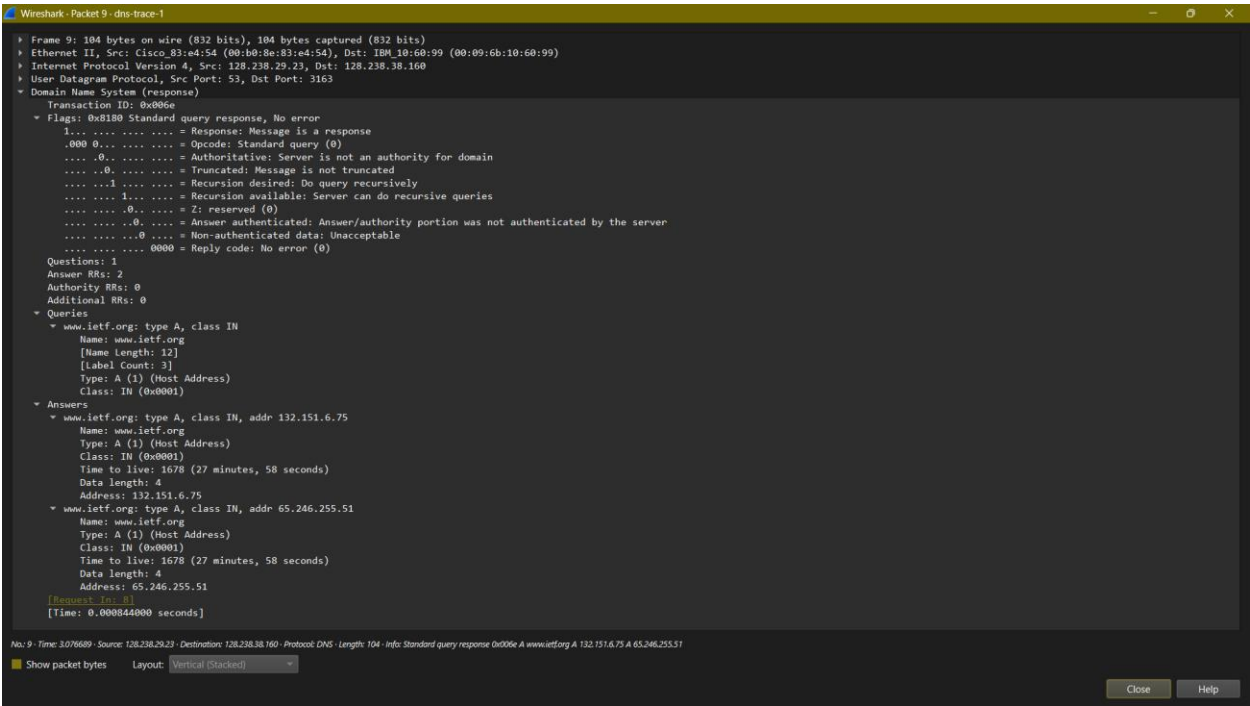 Wireshark - Packet 9 - dns-trace-1
Frame 9: 104 bytes on wire (832 bits), 104 bytes captured (832 bits)
Ethernet II, Src: Cisco_83:e4:54 (00:b0:8e:83:e4:54), Dst: IBM_10:60:99 (00:09:6b:10:60:99)
Internet Protocol Version 4, Src: 128.238.29.23, Dst: 128.238.38.160
User Datagram Protocol, Src Port: 53, Dst Port: 3163
Domain Name System (response)
Transaction ID: 0x006e
Flags: 0x8180 Standard query response, No error
1... .... .... .... = Response: Message is a response
.000 0... .... .... = Opcode: Standard query (0)
.... .0.. .... .... = Authoritative: Server is not an authority for domain
.... ..0. .... .... = Truncated: Message is not truncated
.... ...1 .... .... = Recursion desired: Do query recursively
.... .... 1... .... = Recursion available: Server can do recursive queries
.... .... .0.. .... = Z: reserved (0)
.... .... ..0. .... = Answer authenticated: Answer/authority portion was not authenticated by the server
.... .... ...0 .... = Non-authenticated data: Unacceptable
.... .... .... 0000 = Reply code: No error (0)
Questions: 1
Answer RRs: 2
Authority RRs: 0
Additional RRs: 0
Queries
www.ietf.org: type A, class IN
Name: www.ietf.org
[Name Length: 12]
[Label Count: 3]
Type: A (1) (Host Address)
Class: IN (0x0001)
Answers
www.ietf.org: type A, class IN, addr 132.151.6.75
Name: www.ietf.org
Type: A (1) (Host Address)
Class: IN (0x0001)
Time to live: 1678 (27 minutes, 58 seconds)
Data length: 4
Address: 132.151.6.75
www.ietf.org: type A, class IN, addr 65.246.255.51
Name: www.ietf.org
Type: A (1) (Host Address)
Class: IN (0x0001)
Time to live: 1678 (27 minutes, 58 seconds)
Data length: 4
Address: 65.246.255.51
[Request In: 8]
[Time: 0.000844000 seconds]
No.: 9 - Time: 3.076689 - Source: 128.238.29.23 - Destination: 128.238.38.160 - Protocol: DNS - Length: 104 - Info: Standard query response 0x006e A www.ietf.org A 132.151.6.75 A 65.246.255.51
Show packet bytes Layout: Vertical (Stacked)
Close Help